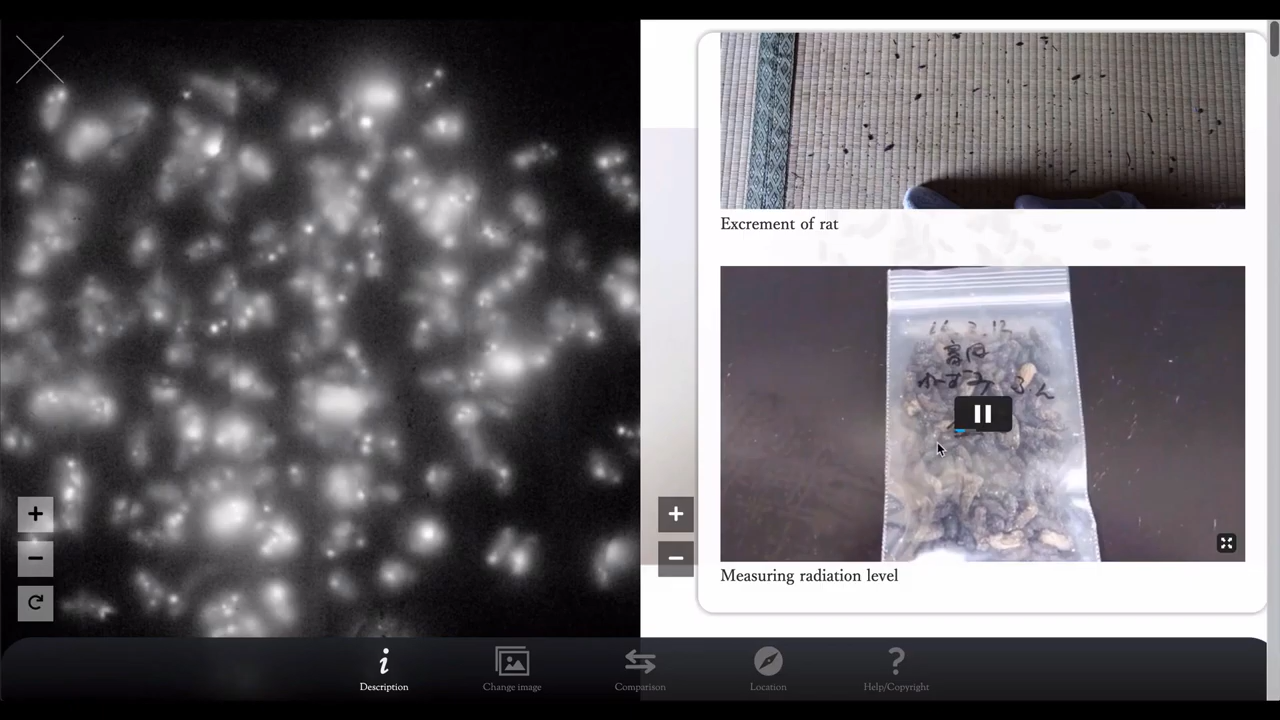 Excrement of rat
Measuring radiation level
Description
Change image
Comparison
Location
Help/Copyright